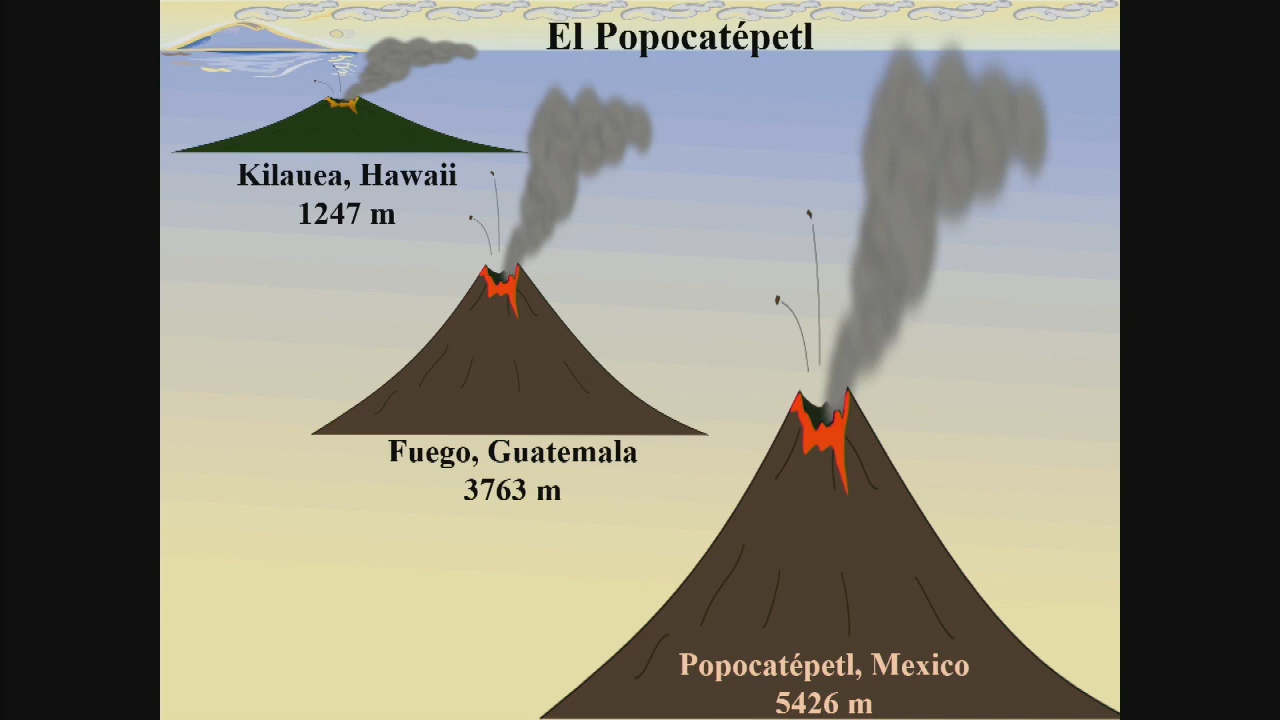 El Popocatépetl
Kilauea, Hawaii
1247 m
Fuego, Guatemala
3763 m
Popocatépetl, Mexico
5426 m